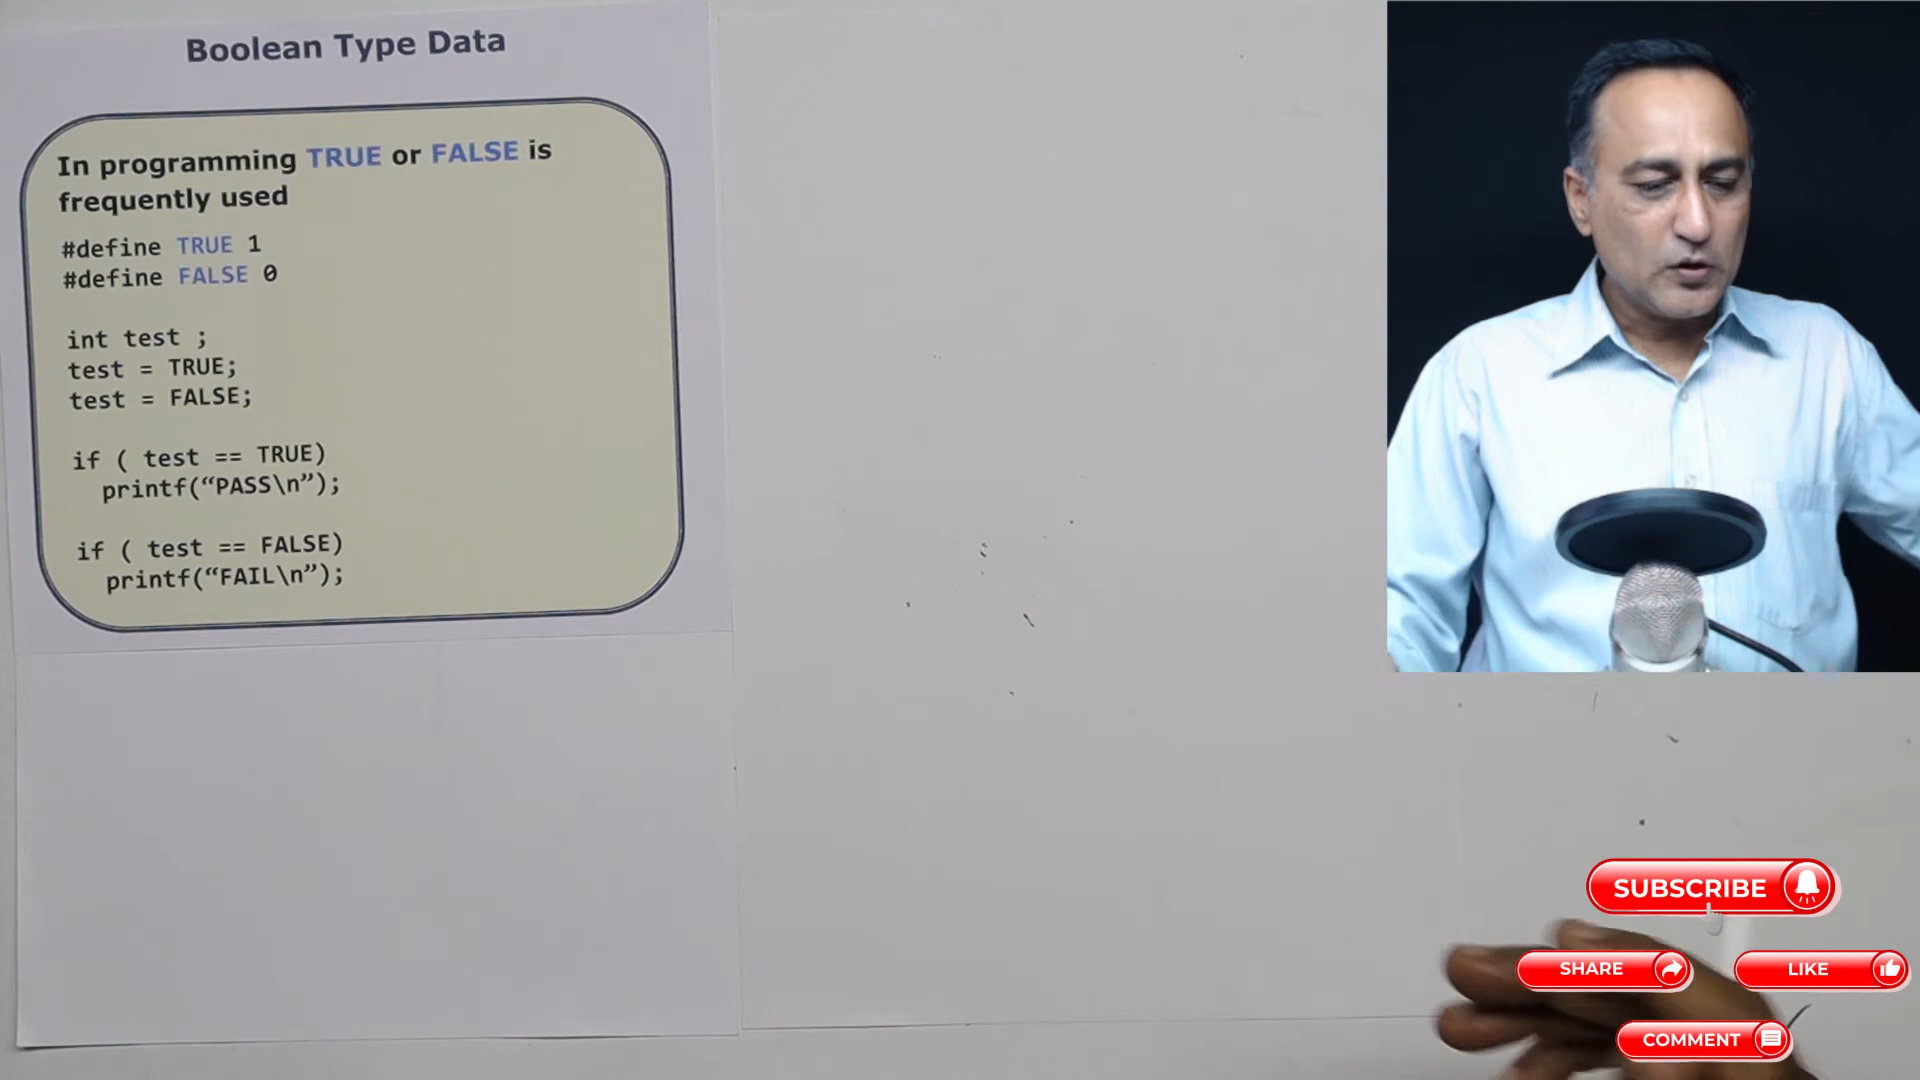 Boolean Type Data
In programming TRUE or FALSE is
frequently used
#define TRUE 1
#define FALSE 0
int test ;
test = TRUE;
test = FALSE;
if ( test == TRUE)
printf(“PASS\n”);
if ( test == FALSE)
printf(“FAIL\n”);
SUBSCRIBE
SHARE
LIKE
COMMENT